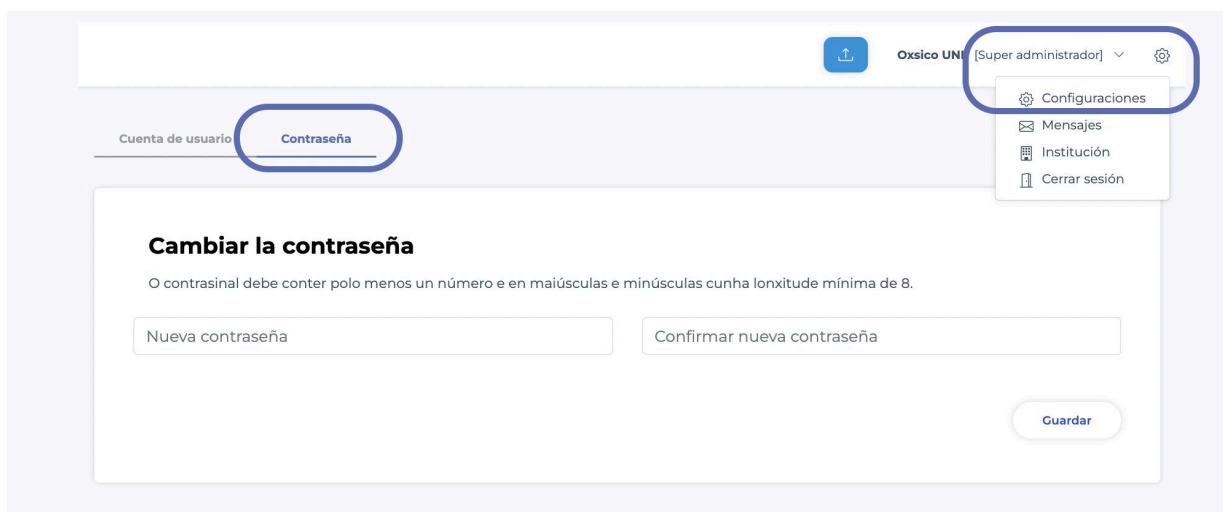 Oxsico UNI [Super administrador]
Configuraciones
Mensajes
Institución
Cerrar sesión
Cuenta de usuario
Contraseña
Cambiar la contraseña
O contrasinal debe conter polo menos un número e en maiúsculas e minúsculas cunha lonxitude mínima de 8.
Nueva contraseña
Confirmar nueva contraseña
Guardar